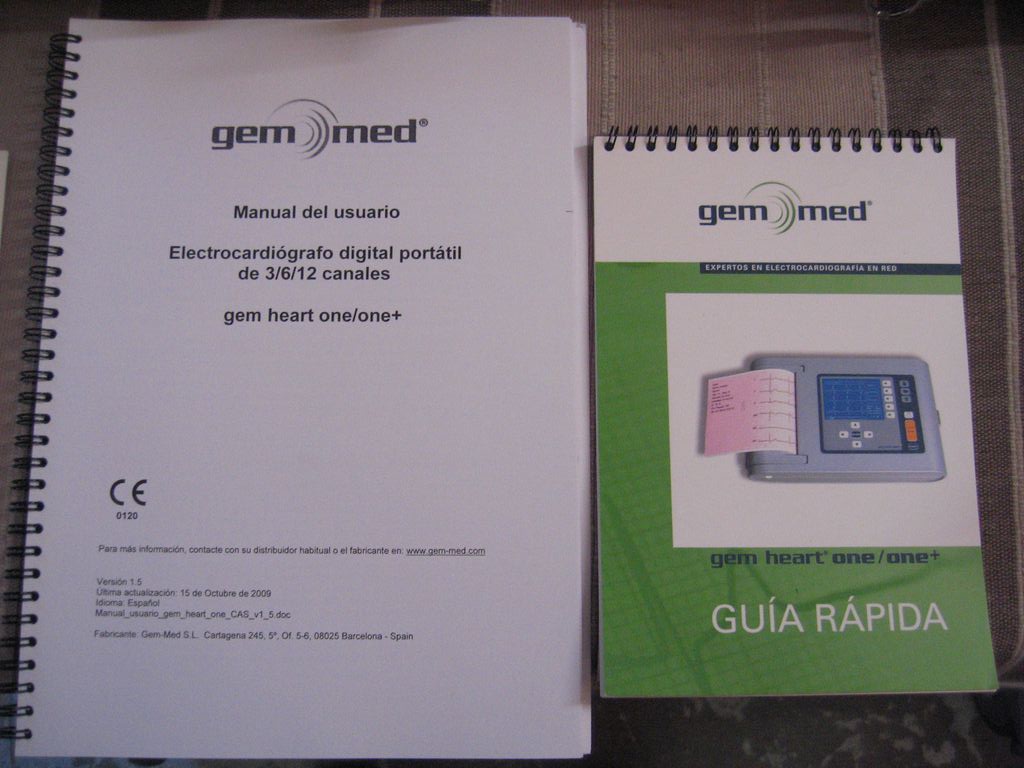 gem med®
Manual del usuario
Electrocardiógrafo digital portátil
de 3/6/12 canales
gem heart one/one+
CE
0120
Para más información, contacte con su distribuidor habitual o el fabricante en: www.gem-med.com
Versión 1.5
Última actualización: 15 de Octubre de 2009
Idioma: Español
Manual_usuario_gem_heart_one_CAS_v1_5.doc
Fabricante: Gem-Med S.L. Cartagena 245, 5º, Of. 5-6, 08025 Barcelona - Spain
gem med®
EXPERTOS EN ELECTROCARDIOGRAFÍA EN RED
gem heart® one/one+
GUÍA RÁPIDA